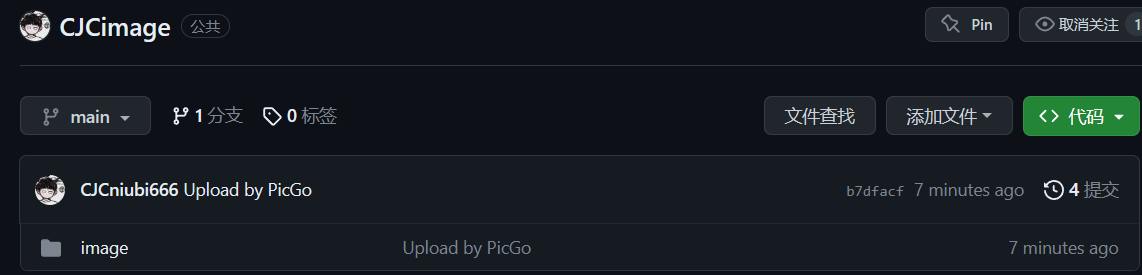 CJCimage 公共 Pin 取消关注 1
main 1 分支 0 标签 文件查找 添加文件 <> 代码
CJCniubi666 Upload by PicGo b7dfacf 7 minutes ago 4 提交
image Upload by PicGo 7 minutes ago